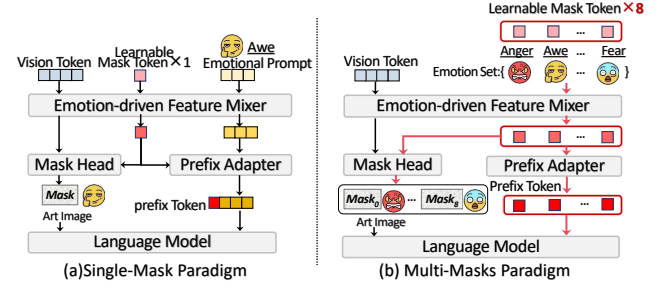 Awe
Vision Token
Learnable
Mask Token×1
Emotional Prompt
Emotion-driven Feature Mixer
Mask Head
Prefix Adapter
Mask
Art Image
prefix Token
Language Model
(a)Single-Mask Paradigm
Learnable Mask Token×8
...
Vision Token
Anger Awe Fear
Emotion Set:{ ... }
Emotion-driven Feature Mixer
...
Mask Head
Prefix Adapter
Prefix Token
Mask0 ... Mask8
...
Art Image
Language Model
(b) Multi-Masks Paradigm